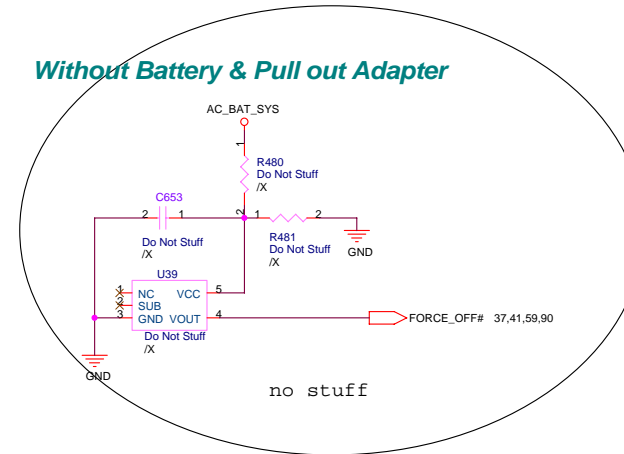 Without Battery & Pull out Adapter
AC_BAT_SYS
1
R480
Do Not Stuff
/X
2
C653
2 1
Do Not Stuff
/X
1 2
R481
Do Not Stuff
/X
GND
U39
1 NC VCC 5
2 SUB
3 GND VOUT 4
Do Not Stuff
/X
FORCE_OFF# 37,41,59,90
GND
no stuff